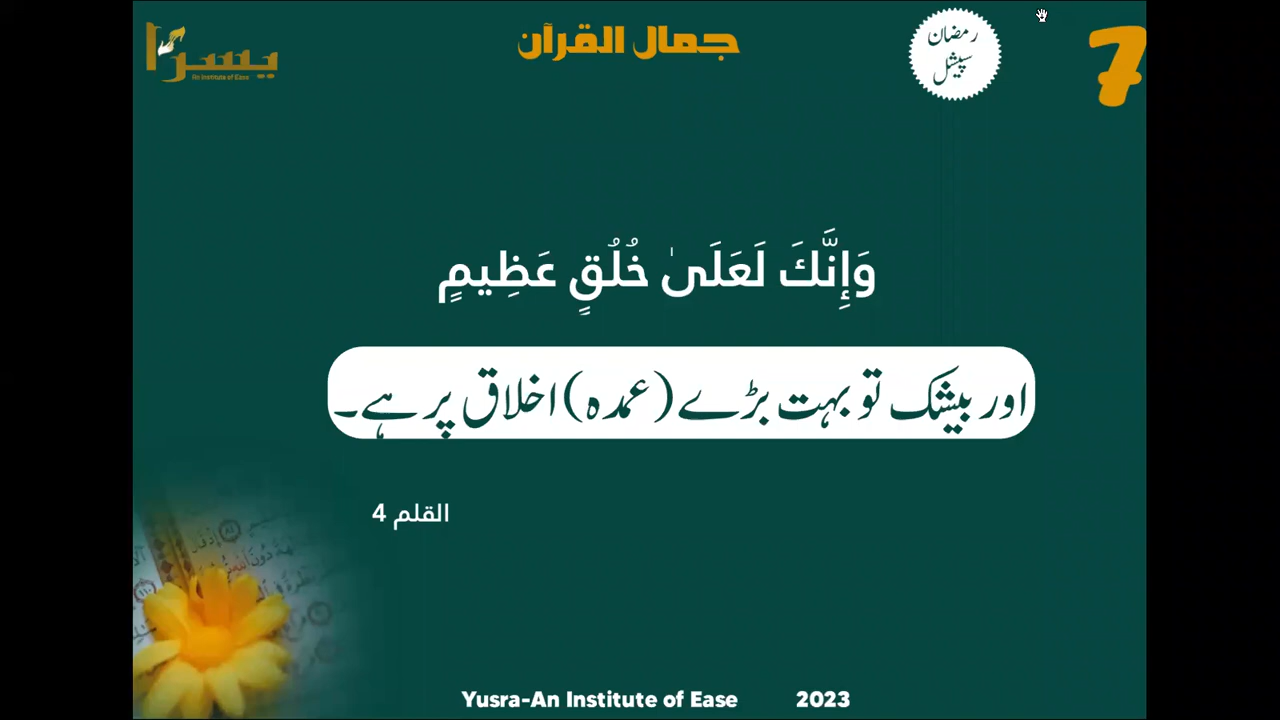 يسرا
An Institute of Ease
جمال القرآن
رمضان
سپیشل
7
وَإِنَّكَ لَعَلَىٰ خُلُقٍ عَظِيمٍ
اور بیشک تو بہت بڑے (عمدہ) اخلاق پر ہے۔
القلم 4
Yusra-An Institute of Ease 2023